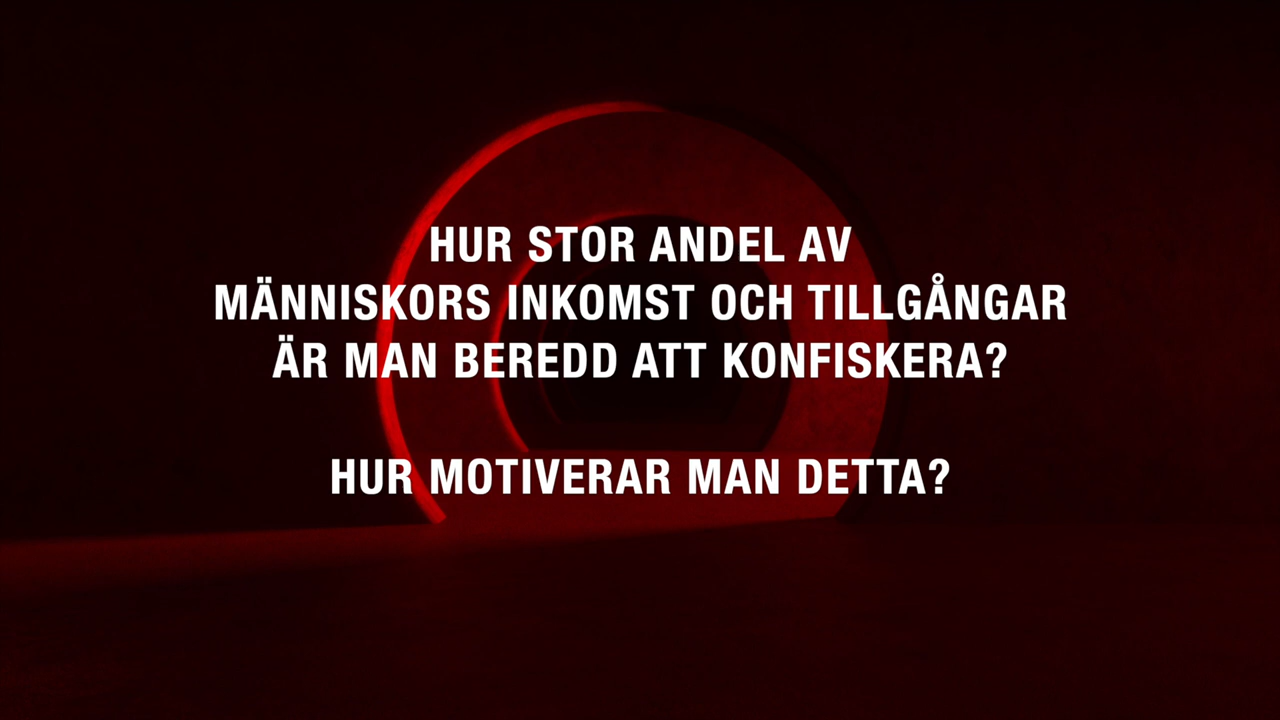 HUR STOR ANDEL AV
MÄNNISKORS INKOMST OCH TILLGÅNGAR
ÄR MAN BEREDD ATT KONFISKERA?
HUR MOTIVERAR MAN DETTA?